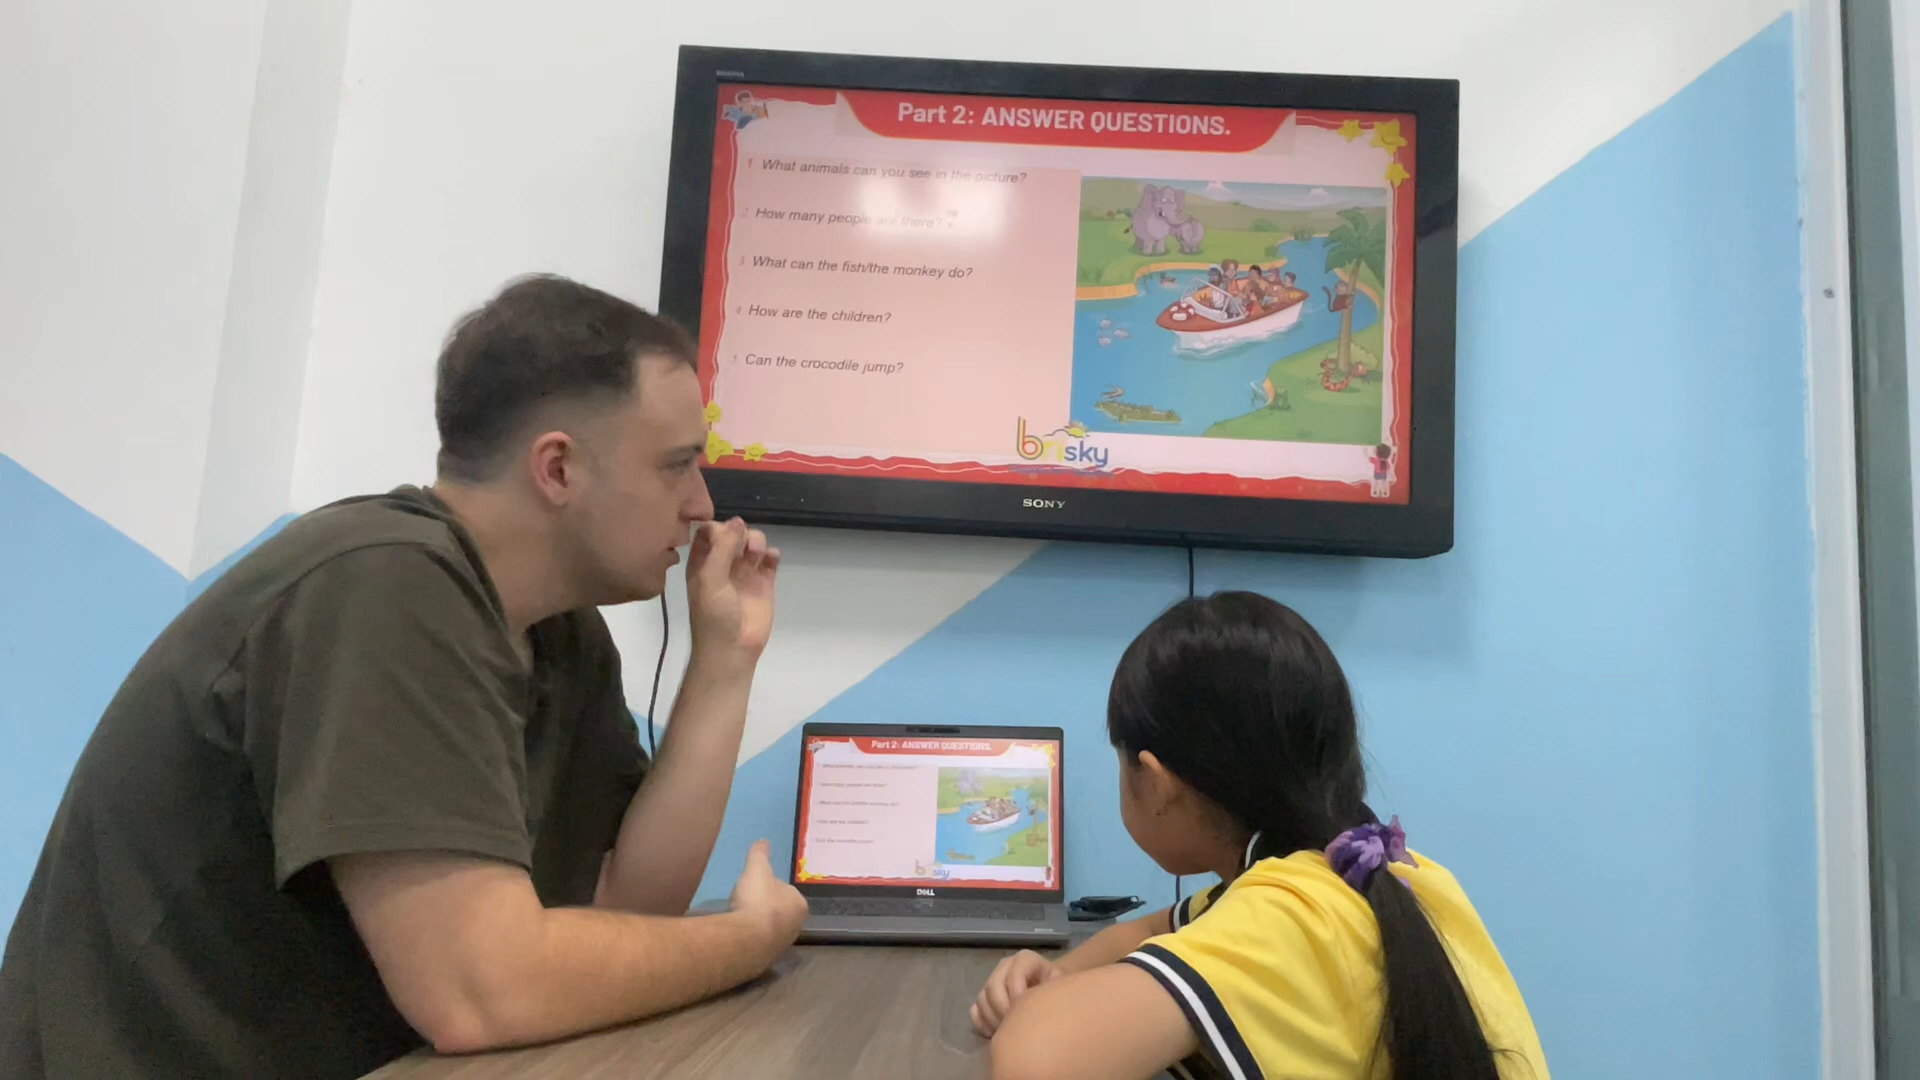 Part 2: ANSWER QUESTIONS.
1 What animals can you see in the picture?
2 How many people are there?
3 What can the fish/the monkey do?
4 How are the children?
5 Can the crocodile jump?
brisky
SONY
Part 2: ANSWER QUESTIONS.
brisky
DELL